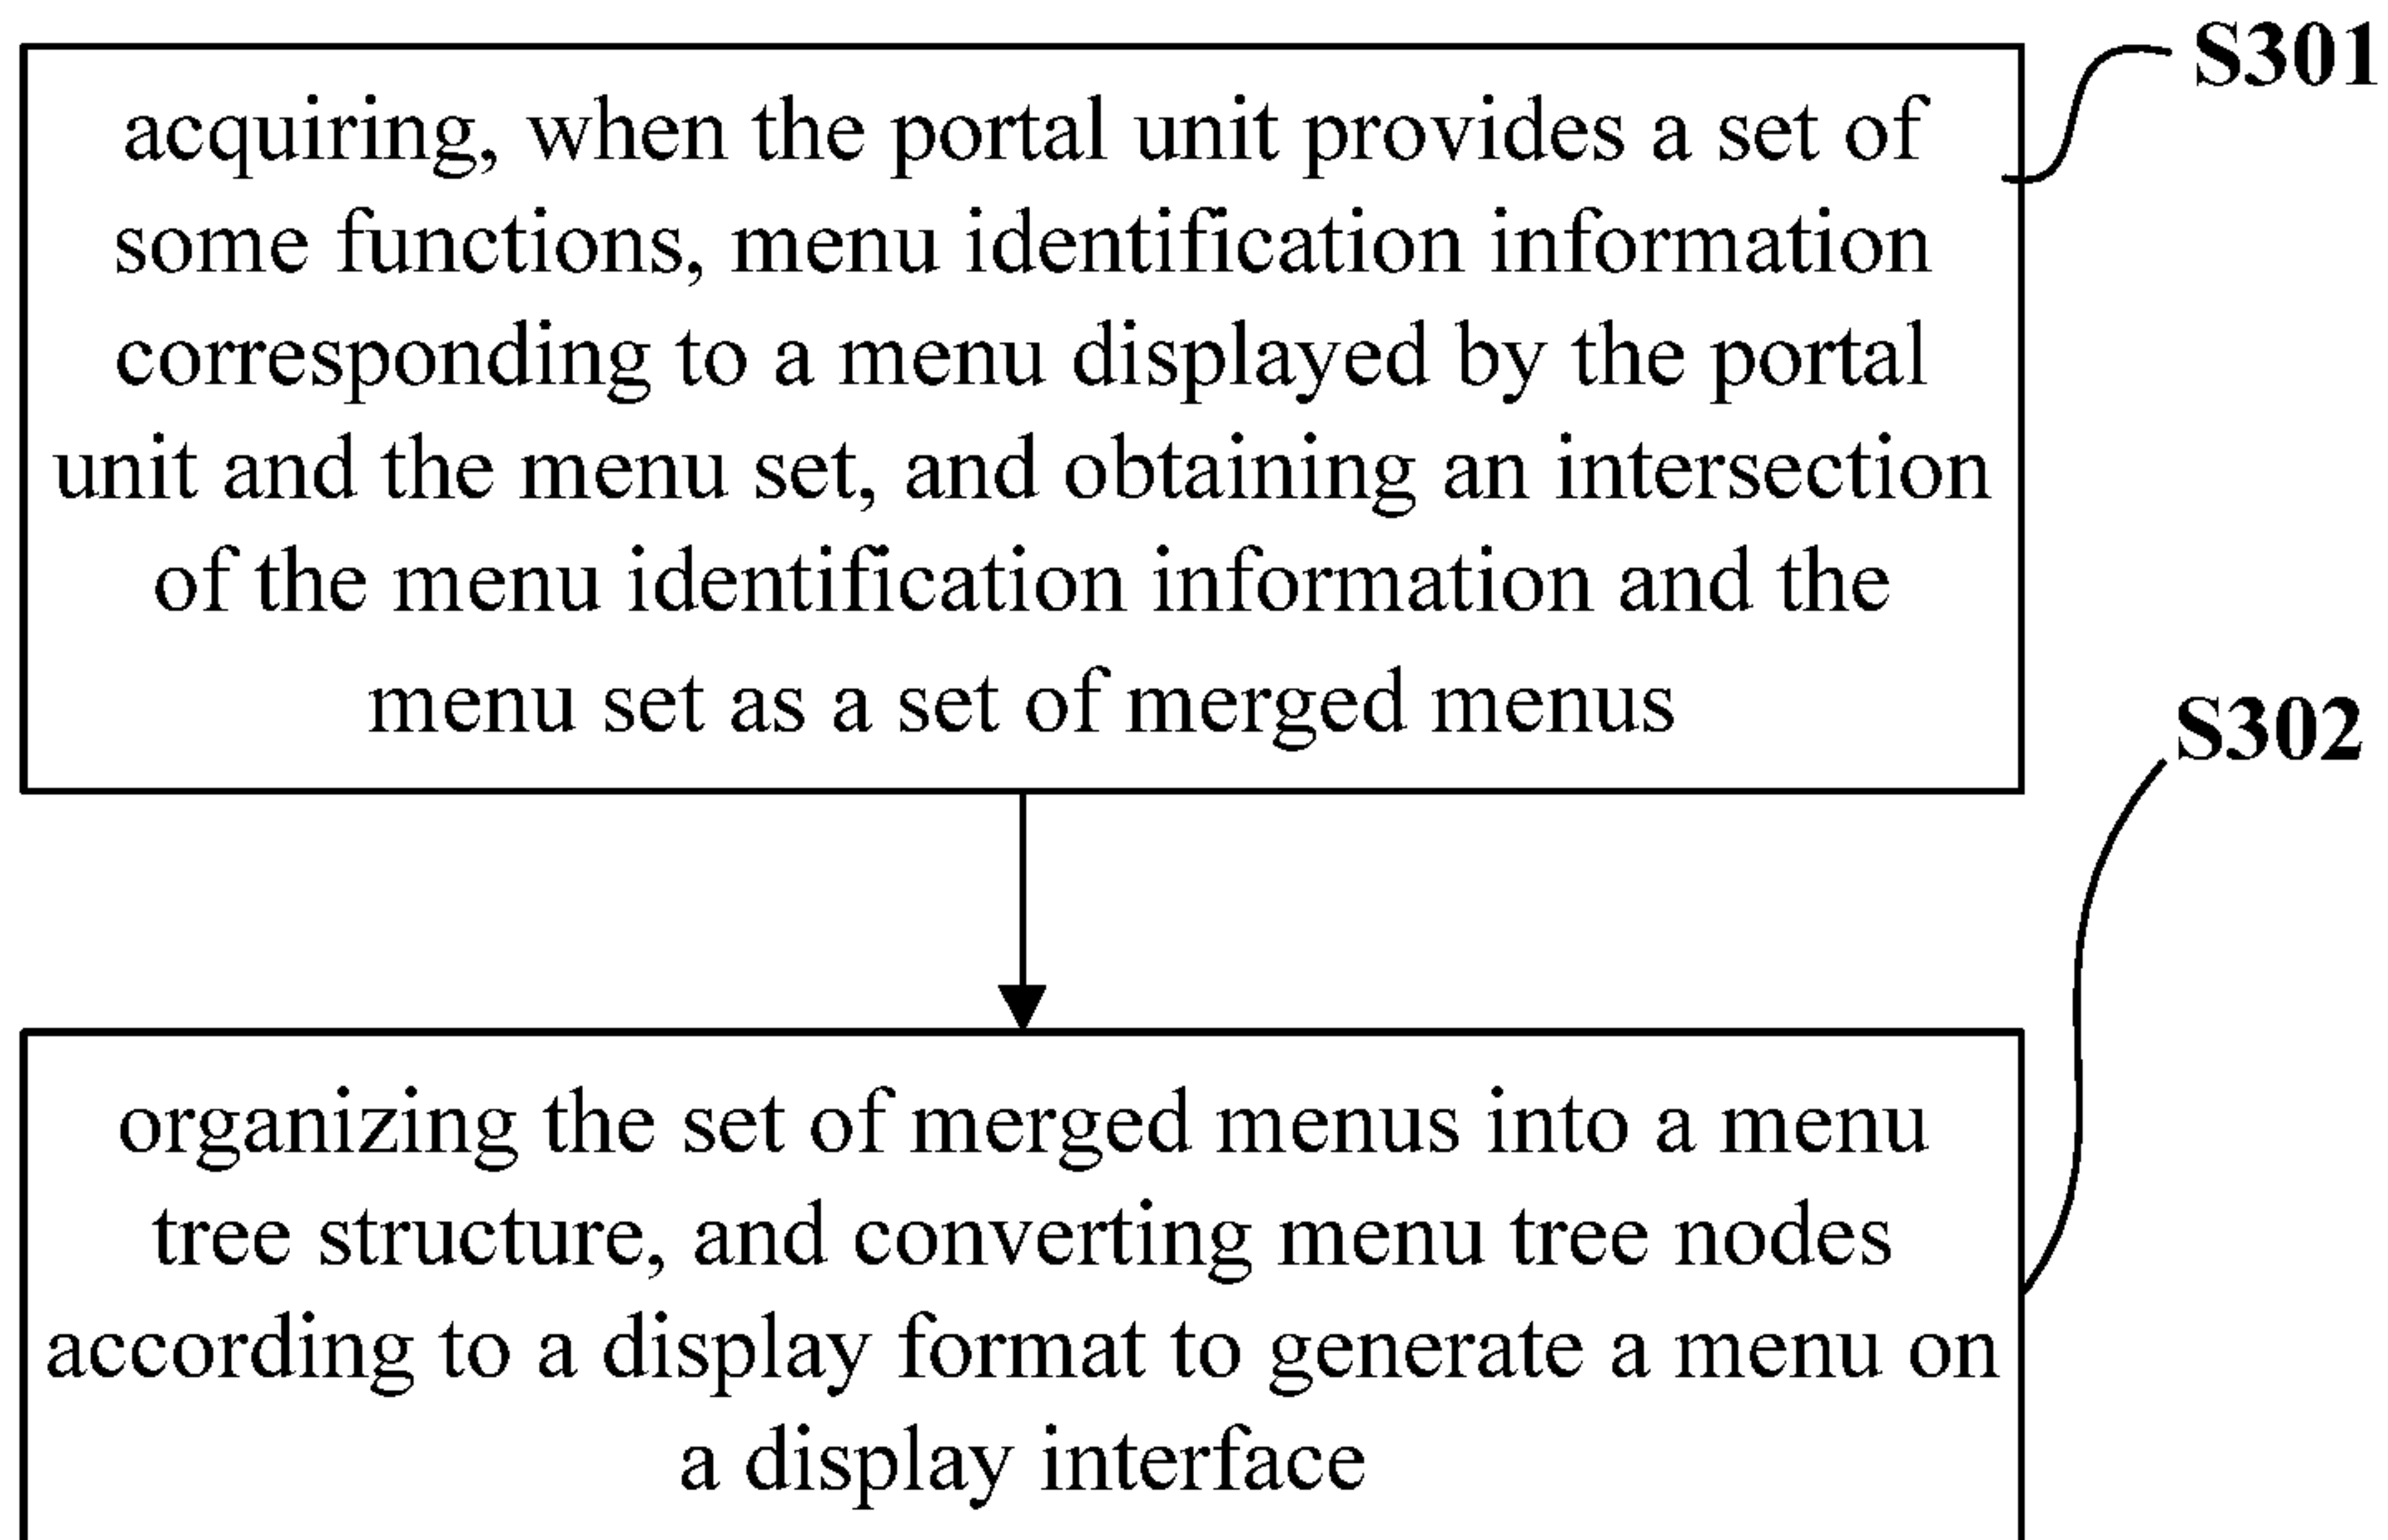 S301
acquiring, when the portal unit provides a set of
some functions, menu identification information
corresponding to a menu displayed by the portal
unit and the menu set, and obtaining an intersection
of the menu identification information and the
menu set as a set of merged menus
S302
organizing the set of merged menus into a menu
tree structure, and converting menu tree nodes
according to a display format to generate a menu on
a display interface